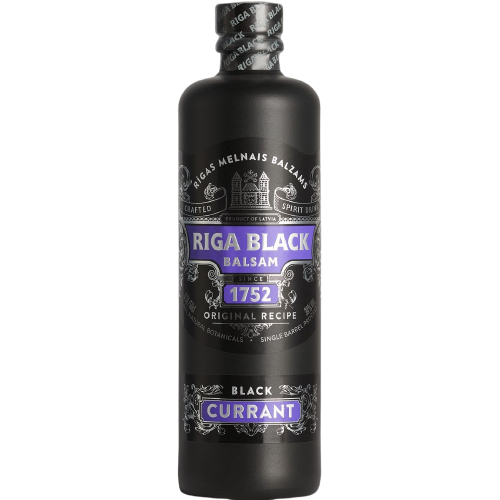 RIGA BLACK
RIGAS MELNAIS BALZAMS
CRAFTED SPIRIT DRINK
PRODUCT OF LATVIA
RIGA BLACK
BALSAM
SINCE
1752
ORIGINAL RECIPE
NATURAL BOTANICALS • SINGLE BARREL
BLACK
CURRANT